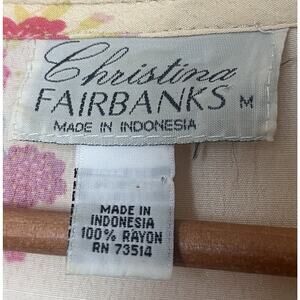 Christina
FAIRBANKS M
MADE IN INDONESIA
MADE IN
INDONESIA
100% RAYON
RN 73514